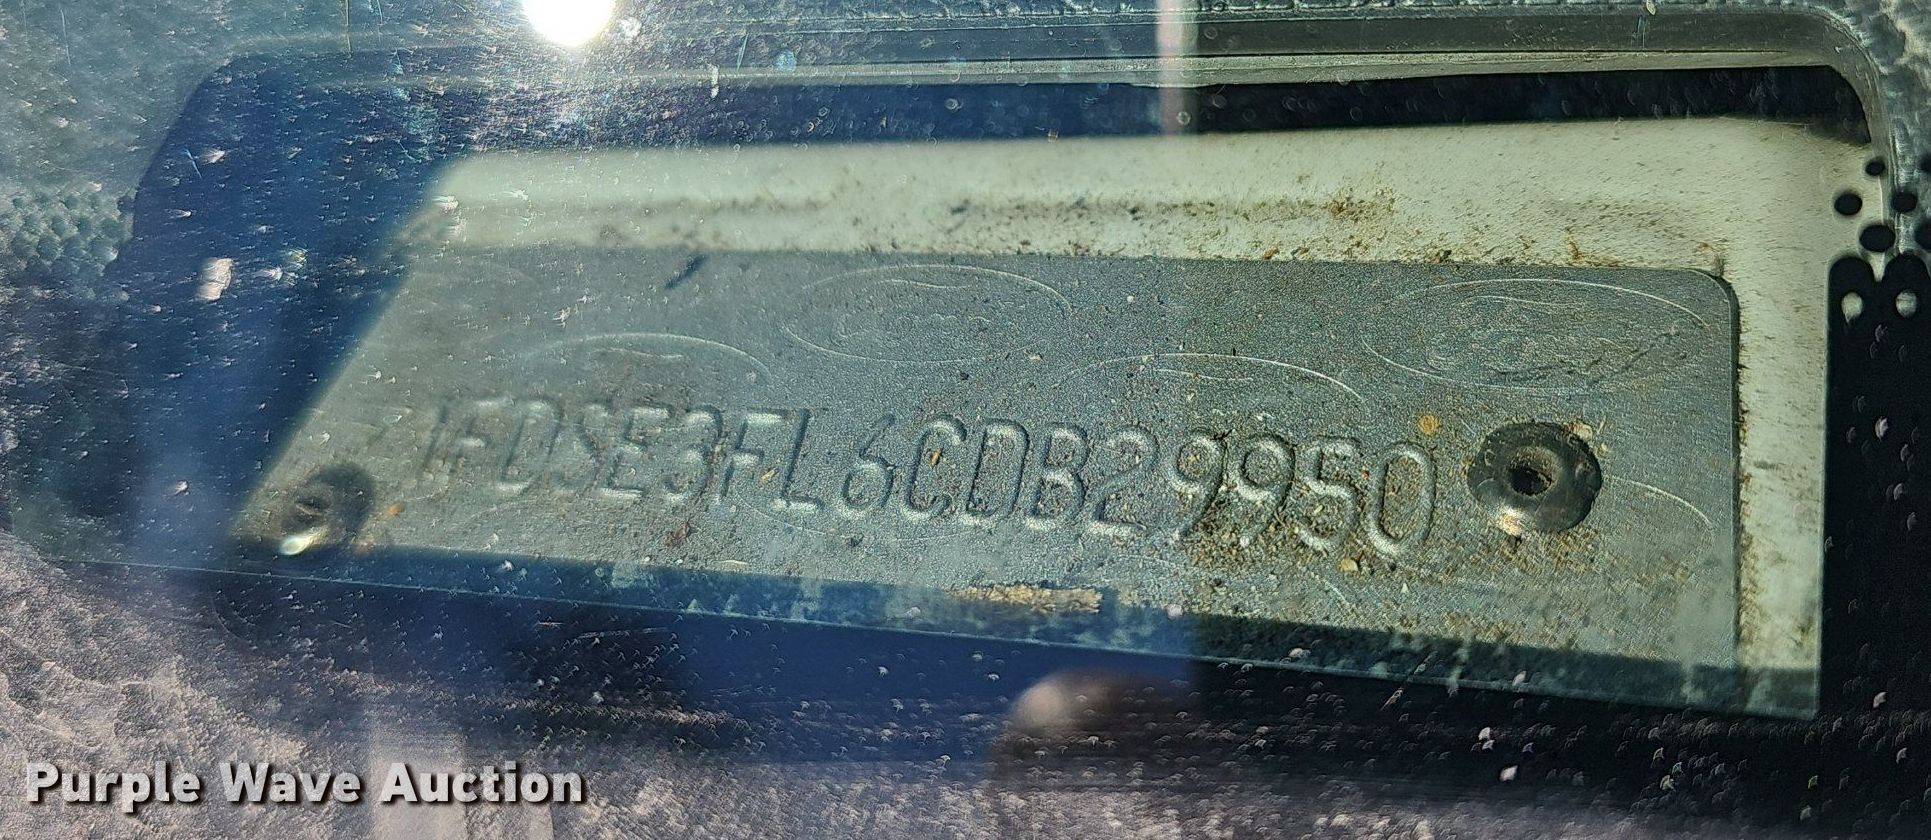 1FDSE3FL6CDB29950
Purple Wave Auction